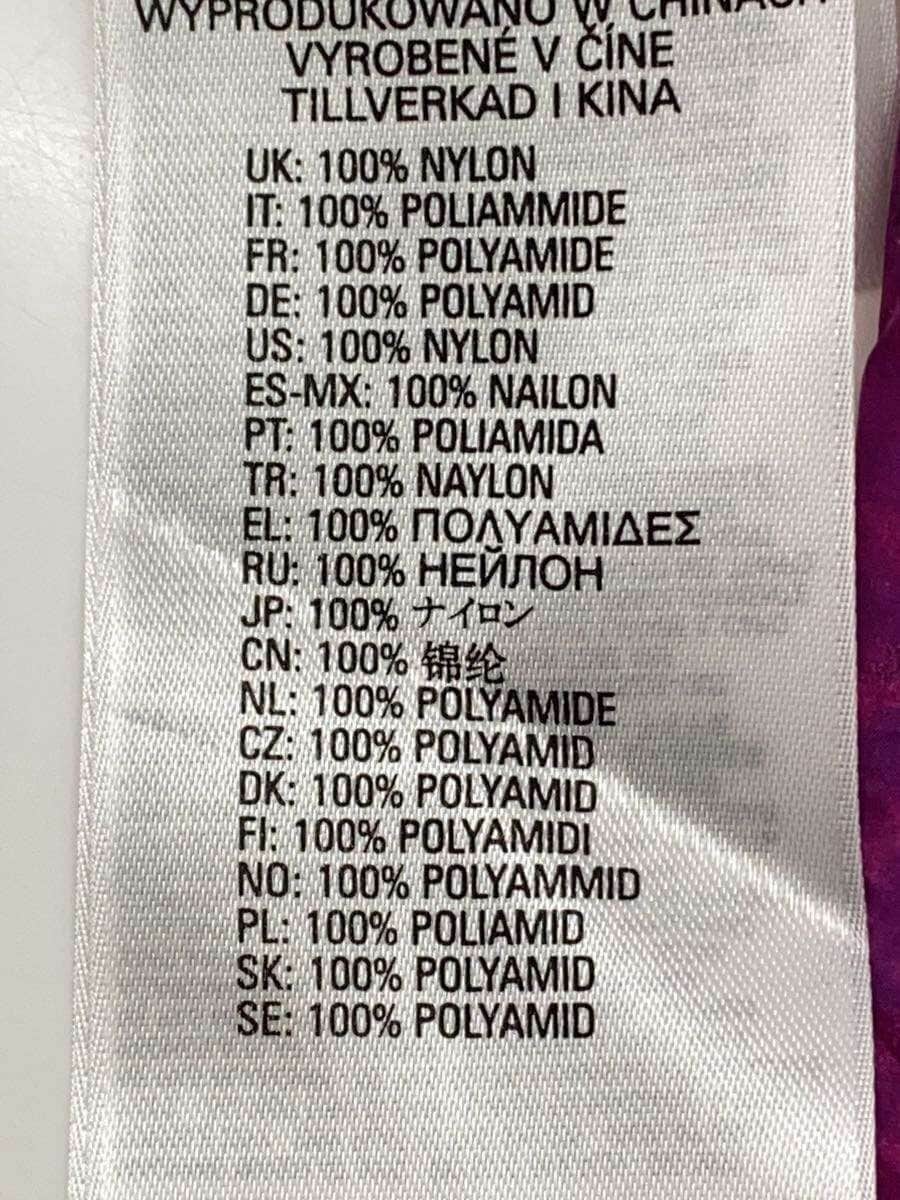 WYPRODUKOWANO W CHINACH
VYROBENÉ V ČÍNE
TILLVERKAD I KINA
UK: 100% NYLON
IT: 100% POLIAMMIDE
FR: 100% POLYAMIDE
DE: 100% POLYAMID
US: 100% NYLON
ES-MX: 100% NAILON
PT: 100% POLIAMIDA
TR: 100% NAYLON
EL: 100% ΠΟΛΥΑΜΙΔΕΣ
RU: 100% НЕЙЛОН
JP: 100% ナイロン
CN: 100% 锦纶
NL: 100% POLYAMIDE
CZ: 100% POLYAMID
DK: 100% POLYAMID
FI: 100% POLYAMIDI
NO: 100% POLYAMMID
PL: 100% POLIAMID
SK: 100% POLYAMID
SE: 100% POLYAMID